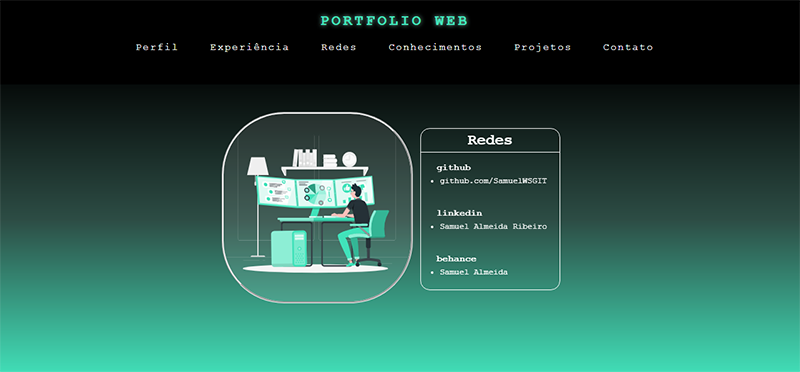 PORTFOLIO WEB
Perfil Experiência Redes Conhecimentos Projetos Contato
Redes
github
• github.com/SamuelWSGIT
linkedin
• Samuel Almeida Ribeiro
behance
• Samuel Almeida